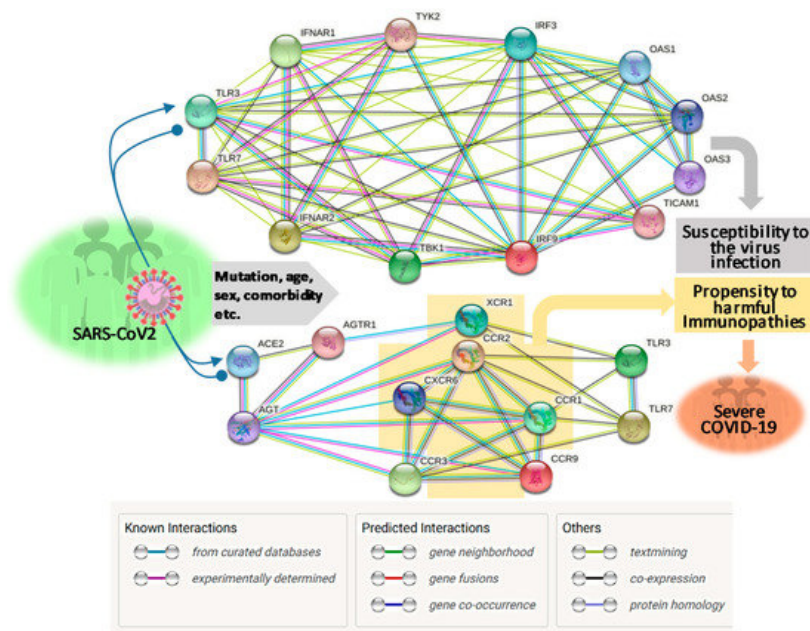 TYK2
IFNAR1
IRF3
OAS1
TLR3
OAS2
OAS3
TLR7
TICAM1
IFNAR2
TBK1
IRF9
Susceptibility to
the virus
infection
Mutation, age,
sex, comorbidity
etc.
Propensity to
harmful
Immunopathies
SARS-CoV2
XCR1
AGTR1
ACE2
CCR2
TLR3
CXCR6
CCR1
AGT
TLR7
Severe
COVID-19
CCR3
CCR9
Known Interactions
from curated databases
experimentally determined
Predicted Interactions
gene neighborhood
gene fusions
gene co-occurrence
Others
textmining
co-expression
protein homology